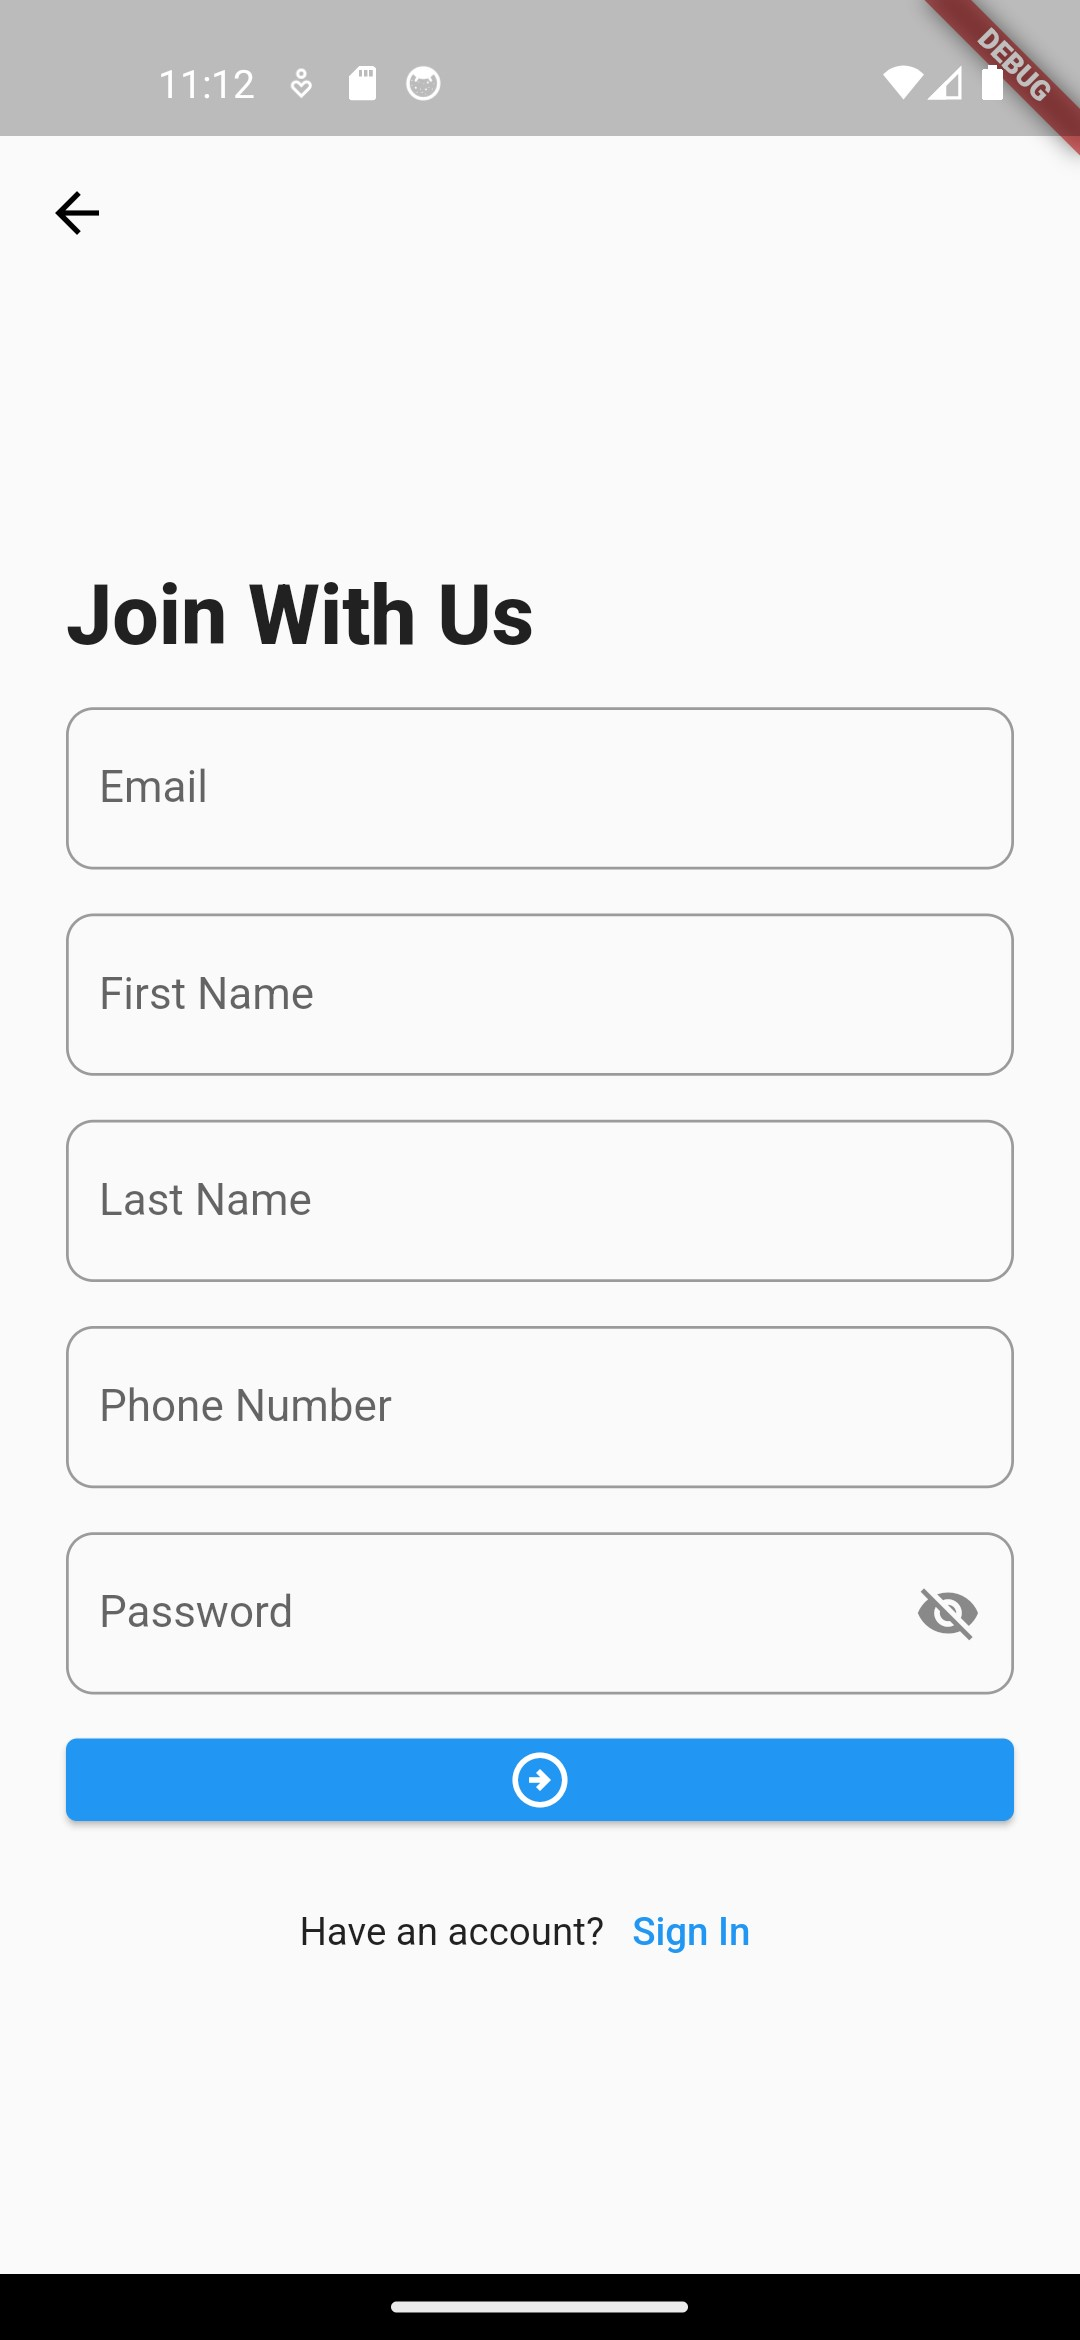 11:12
DEBUG
Join With Us
Email
First Name
Last Name
Phone Number
Password
Have an account? Sign In